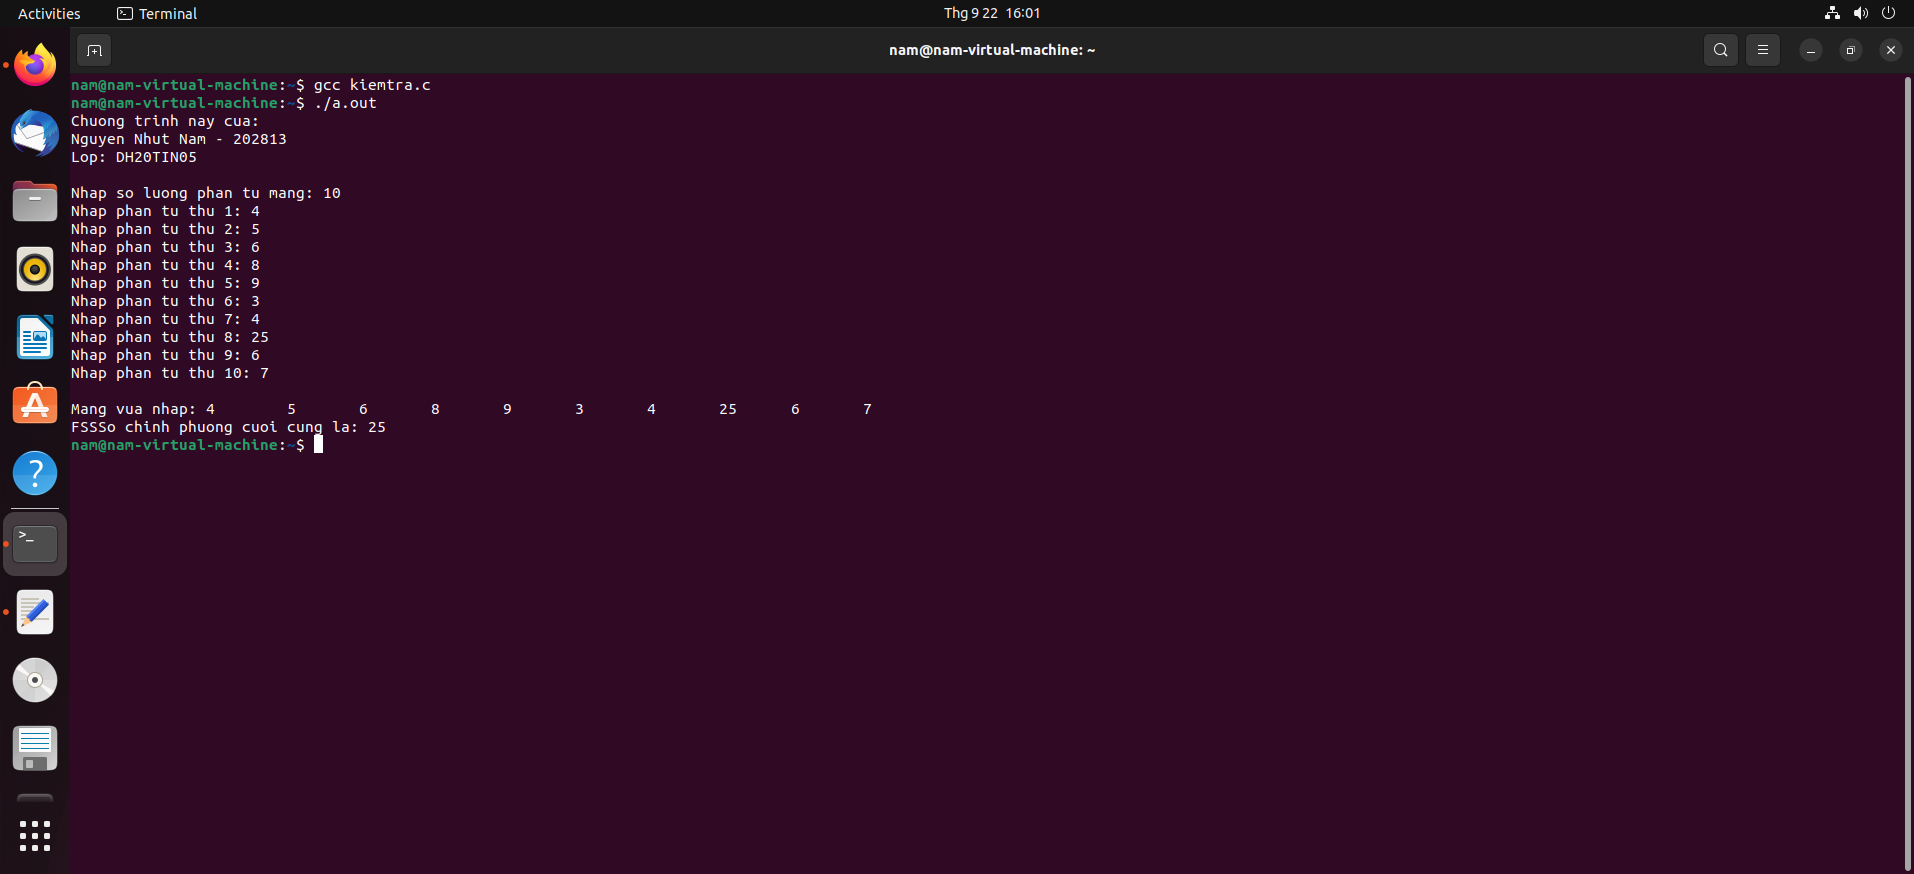 Activities Terminal Thg 9 22 16:01
nam@nam-virtual-machine: ~
nam@nam-virtual-machine:~$ gcc kiemtra.c
nam@nam-virtual-machine:~$ ./a.out
Chuong trinh nay cua:
Nguyen Nhut Nam - 202813
Lop: DH20TIN05
Nhap so luong phan tu mang: 10
Nhap phan tu thu 1: 4
Nhap phan tu thu 2: 5
Nhap phan tu thu 3: 6
Nhap phan tu thu 4: 8
Nhap phan tu thu 5: 9
Nhap phan tu thu 6: 3
Nhap phan tu thu 7: 4
Nhap phan tu thu 8: 25
Nhap phan tu thu 9: 6
Nhap phan tu thu 10: 7
Mang vua nhap: 4 5 6 8 9 3 4 25 6 7
FSSSo chinh phuong cuoi cung la: 25
nam@nam-virtual-machine:~$